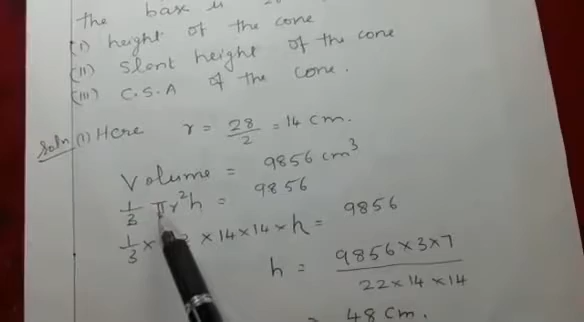 the base is
(i) height of the cone
(ii) slant height of the cone
(iii) C.S.A of the cone.
Soln (i) Here r = 28/2 = 14 cm.
Volume = 9856 cm³
1/3 πr²h = 9856
1/3 × × 14 × 14 × h = 9856
h = 9856×3×7 / 22×14×14
= 48 cm.